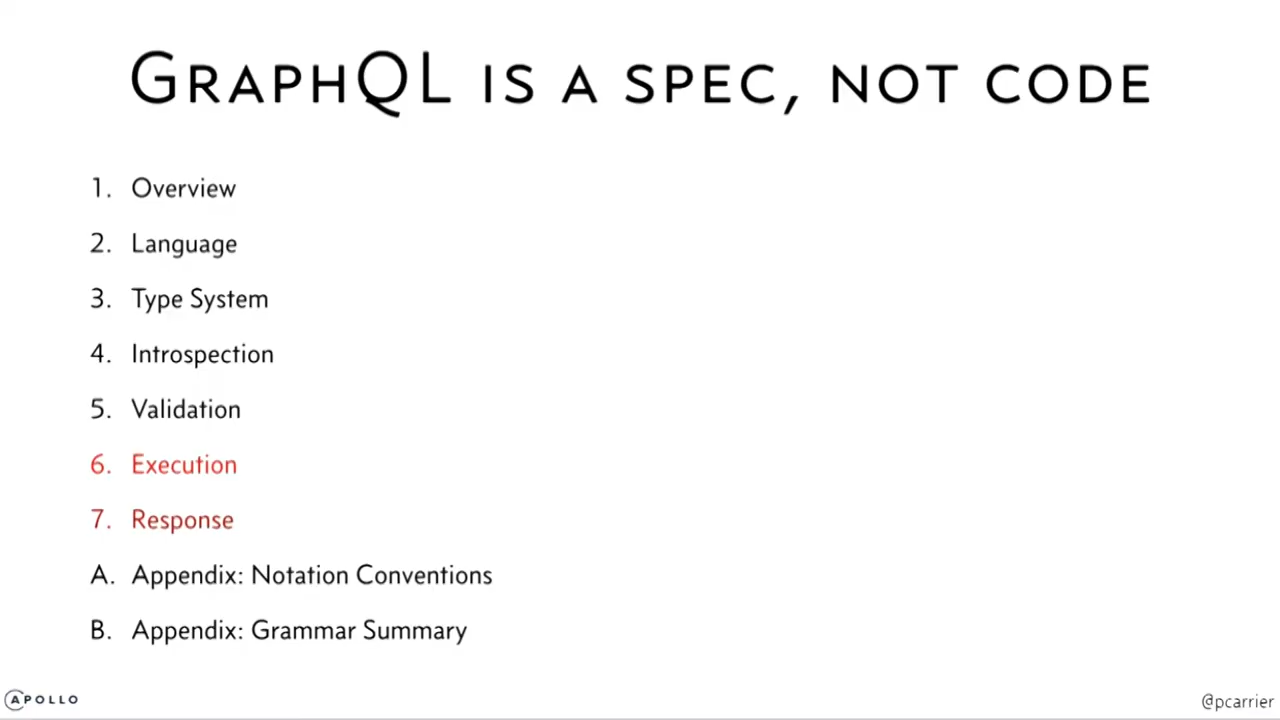 GraphQL is a spec, not code
1. Overview
2. Language
3. Type System
4. Introspection
5. Validation
6. Execution
7. Response
A. Appendix: Notation Conventions
B. Appendix: Grammar Summary
APOLLO
@pcarrier